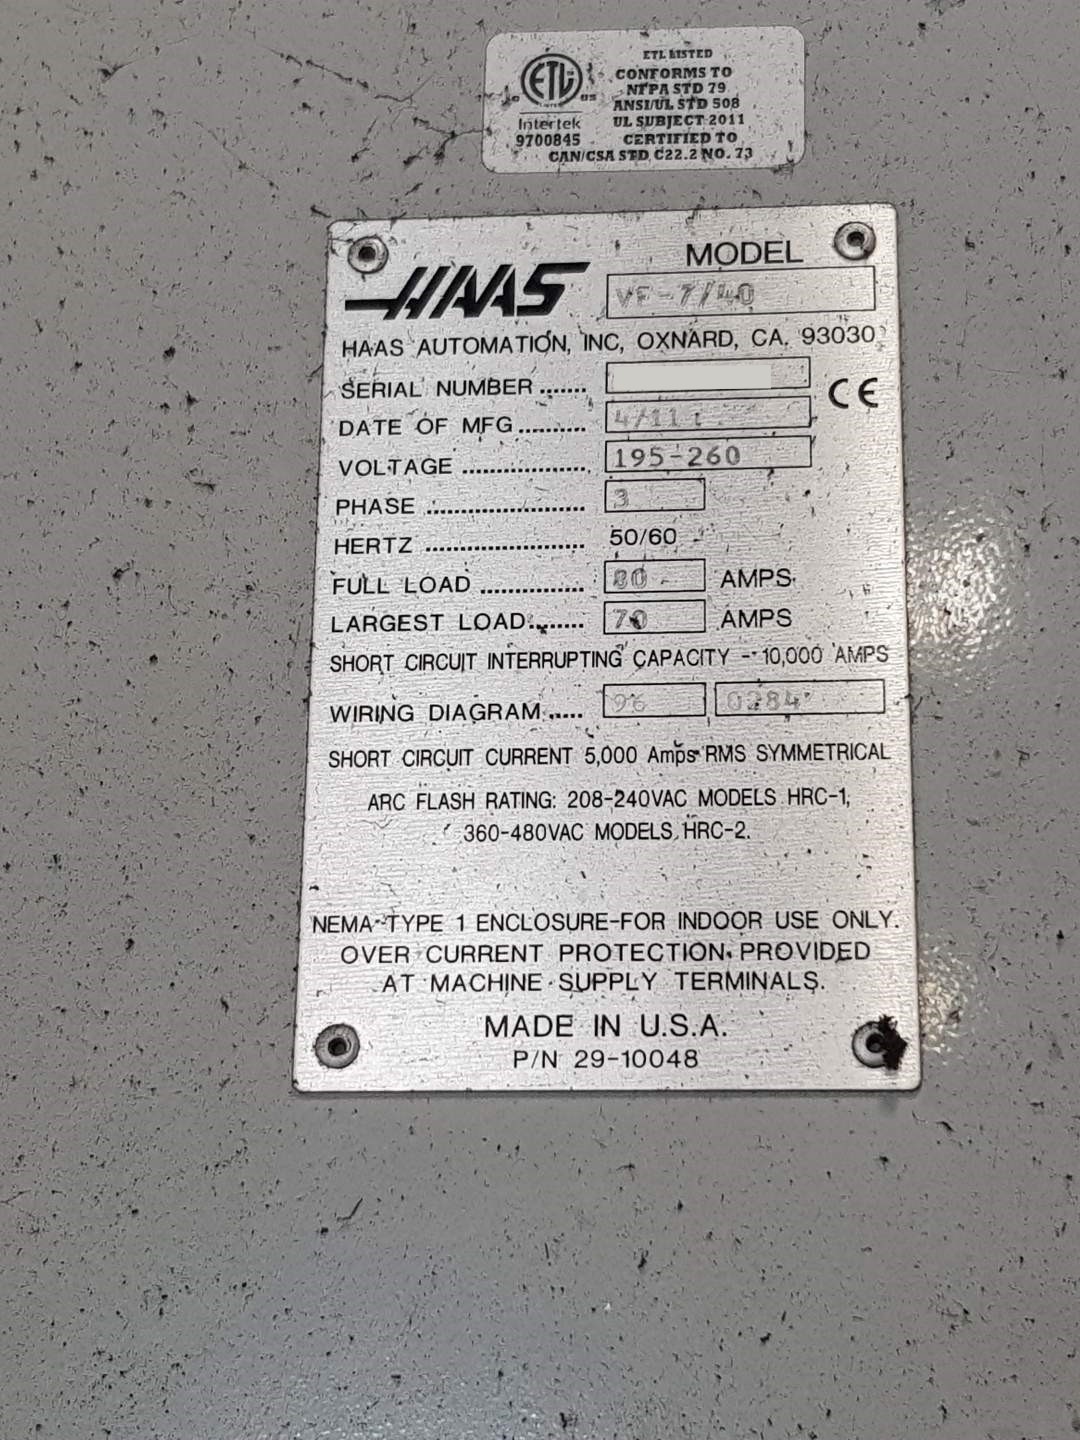 ETL LISTED
CONFORMS TO
NFPA STD 79
ANSI/UL STD 508
UL SUBJECT 2011
CERTIFIED TO
CAN/CSA STD C22.2 NO. 73
ETL
LISTED
C US
Intertek
9700845
MODEL
HAAS VF-7/40
HAAS AUTOMATION, INC, OXNARD, CA. 93030
SERIAL NUMBER .......
CE
DATE OF MFG .......... 4/11
VOLTAGE .................. 195-260
PHASE ....................... 3
HERTZ ....................... 50/60
FULL LOAD ............... 80 AMPS
LARGEST LOAD ........ 70 AMPS
SHORT CIRCUIT INTERRUPTING CAPACITY - 10,000 AMPS
WIRING DIAGRAM ..... 96 0284
SHORT CIRCUIT CURRENT 5,000 Amps RMS SYMMETRICAL
ARC FLASH RATING: 208-240VAC MODELS HRC-1,
360-480VAC MODELS HRC-2.
NEMA-TYPE 1 ENCLOSURE-FOR INDOOR USE ONLY.
OVER CURRENT PROTECTION PROVIDED
AT MACHINE SUPPLY TERMINALS.
MADE IN U.S.A.
P/N 29-10048